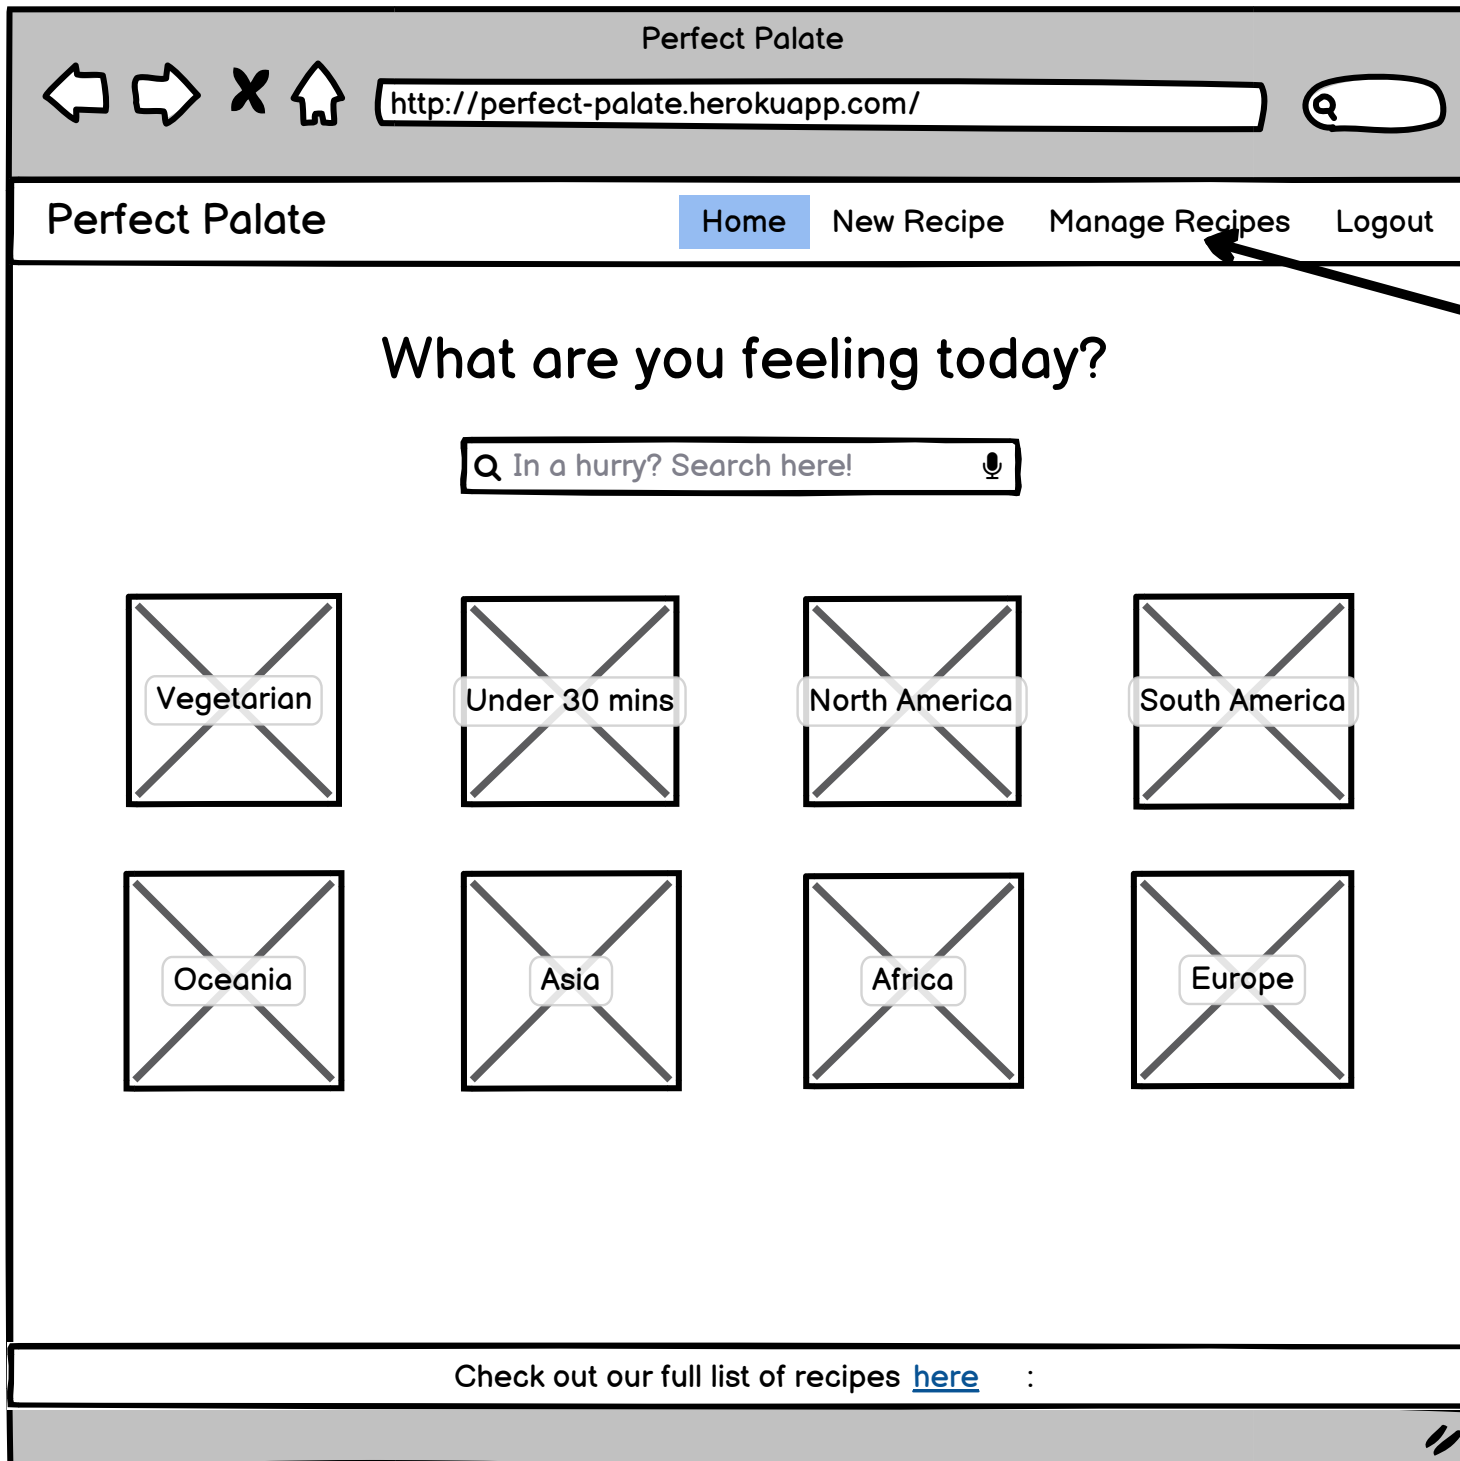 Perfect Palate
http://perfect-palate.herokuapp.com/
Perfect Palate
Home New Recipe Manage Recipes Logout
What are you feeling today?
In a hurry? Search here!
Vegetarian Under 30 mins North America South America
Oceania Asia Africa Europe
Check out our full list of recipes here :